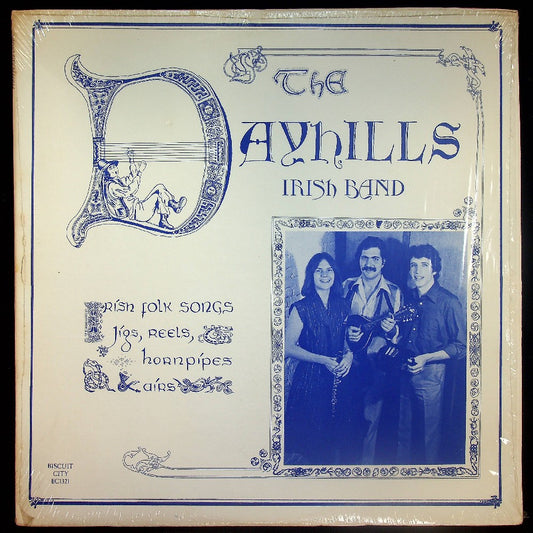 The
Dayhills
Irish Band
Irish folk songs
jigs, reels,
hornpipes
& airs
BISCUIT
CITY
BC1321